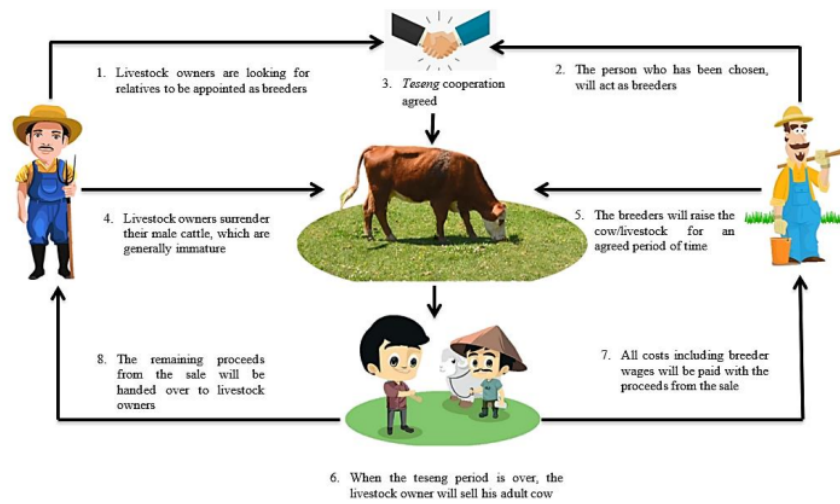 1. Livestock owners are looking for
relatives to be appointed as breeders
2. The person who has been chosen,
will act as breeders
3. Teseng cooperation
agreed
4. Livestock owners surrender
their male cattle, which are
generally immature
5. The breeders will raise the
cow/livestock for an
agreed period of time
8. The remaining proceeds
from the sale will be
handed over to livestock
owners
7. All costs including breeder
wages will be paid with the
proceeds from the sale
6. When the teseng period is over, the
livestock owner will sell his adult cow